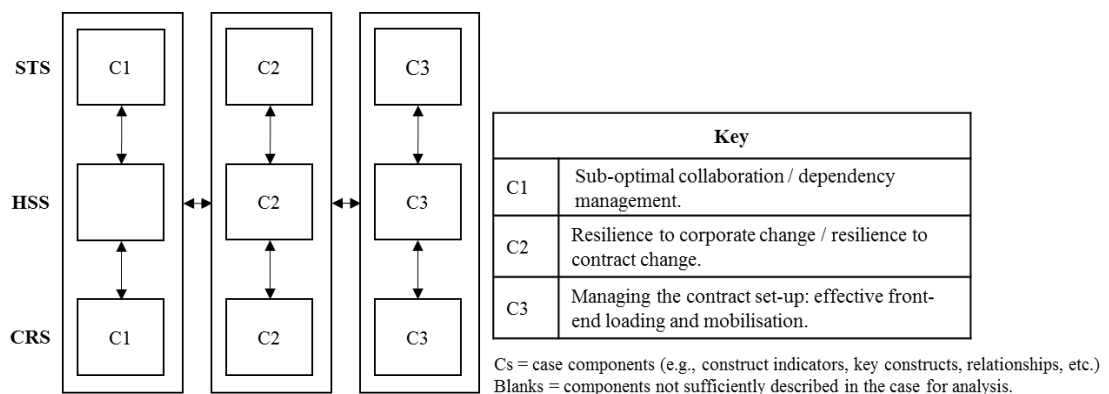 STS C1 C2 C3
HSS C2 C3
CRS C1 C2 C3
Key
C1 Sub-optimal collaboration / dependency
management.
C2 Resilience to corporate change / resilience to
contract change.
C3 Managing the contract set-up: effective front-
end loading and mobilisation.
Cs = case components (e.g., construct indicators, key constructs, relationships, etc.)
Blanks = components not sufficiently described in the case for analysis.